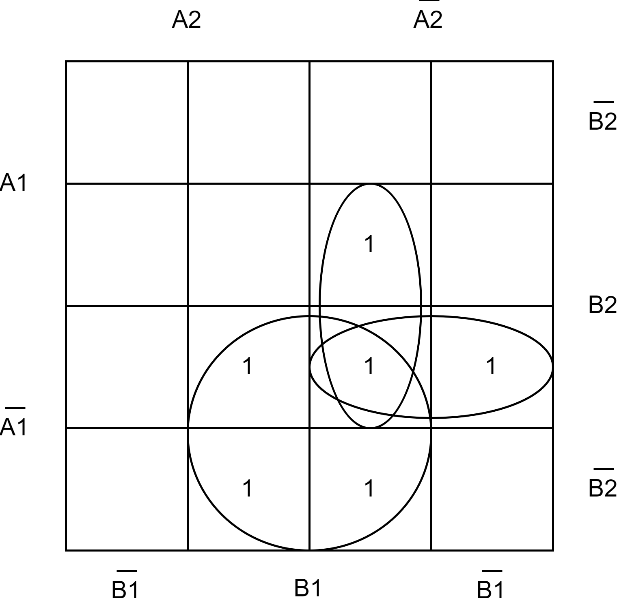 A2 A̅2̅
B̅2̅
A1
1
B2
1 1 1
A̅1̅
1 1 B̅2̅
B̅1̅ B1 B̅1̅